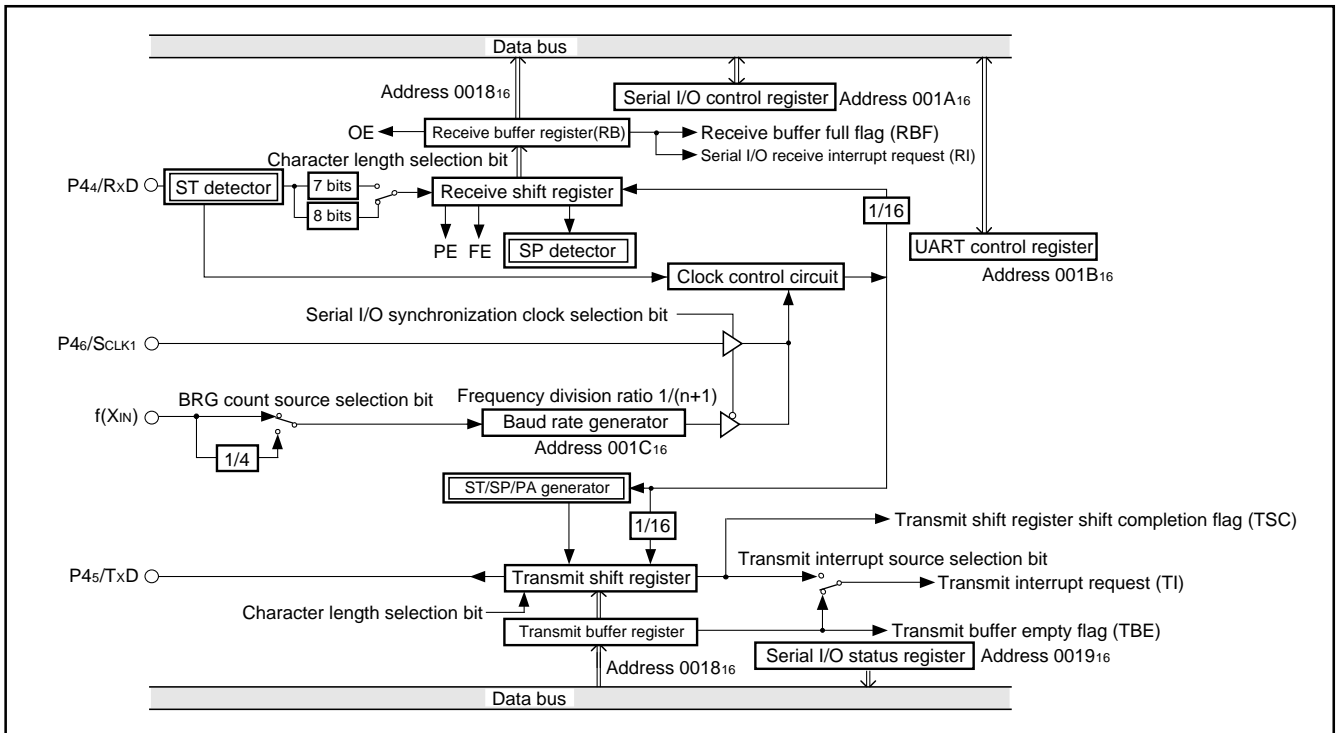 Data bus
Address 0018₁₆
Serial I/O control register
Address 001A₁₆
OE
Receive buffer register(RB)
Receive buffer full flag (RBF)
Serial I/O receive interrupt request (RI)
Character length selection bit
P4₄/RxD
ST detector
7 bits
8 bits
Receive shift register
1/16
PE
FE
SP detector
UART control register
Address 001B₁₆
Clock control circuit
Serial I/O synchronization clock selection bit
P4₆/SCLK1
BRG count source selection bit
Frequency division ratio 1/(n+1)
f(XIN)
Baud rate generator
Address 001C₁₆
1/4
ST/SP/PA generator
1/16
Transmit shift register shift completion flag (TSC)
Transmit interrupt source selection bit
P4₅/TxD
Transmit shift register
Transmit interrupt request (TI)
Character length selection bit
Transmit buffer register
Transmit buffer empty flag (TBE)
Address 0018₁₆
Serial I/O status register
Address 0019₁₆
Data bus